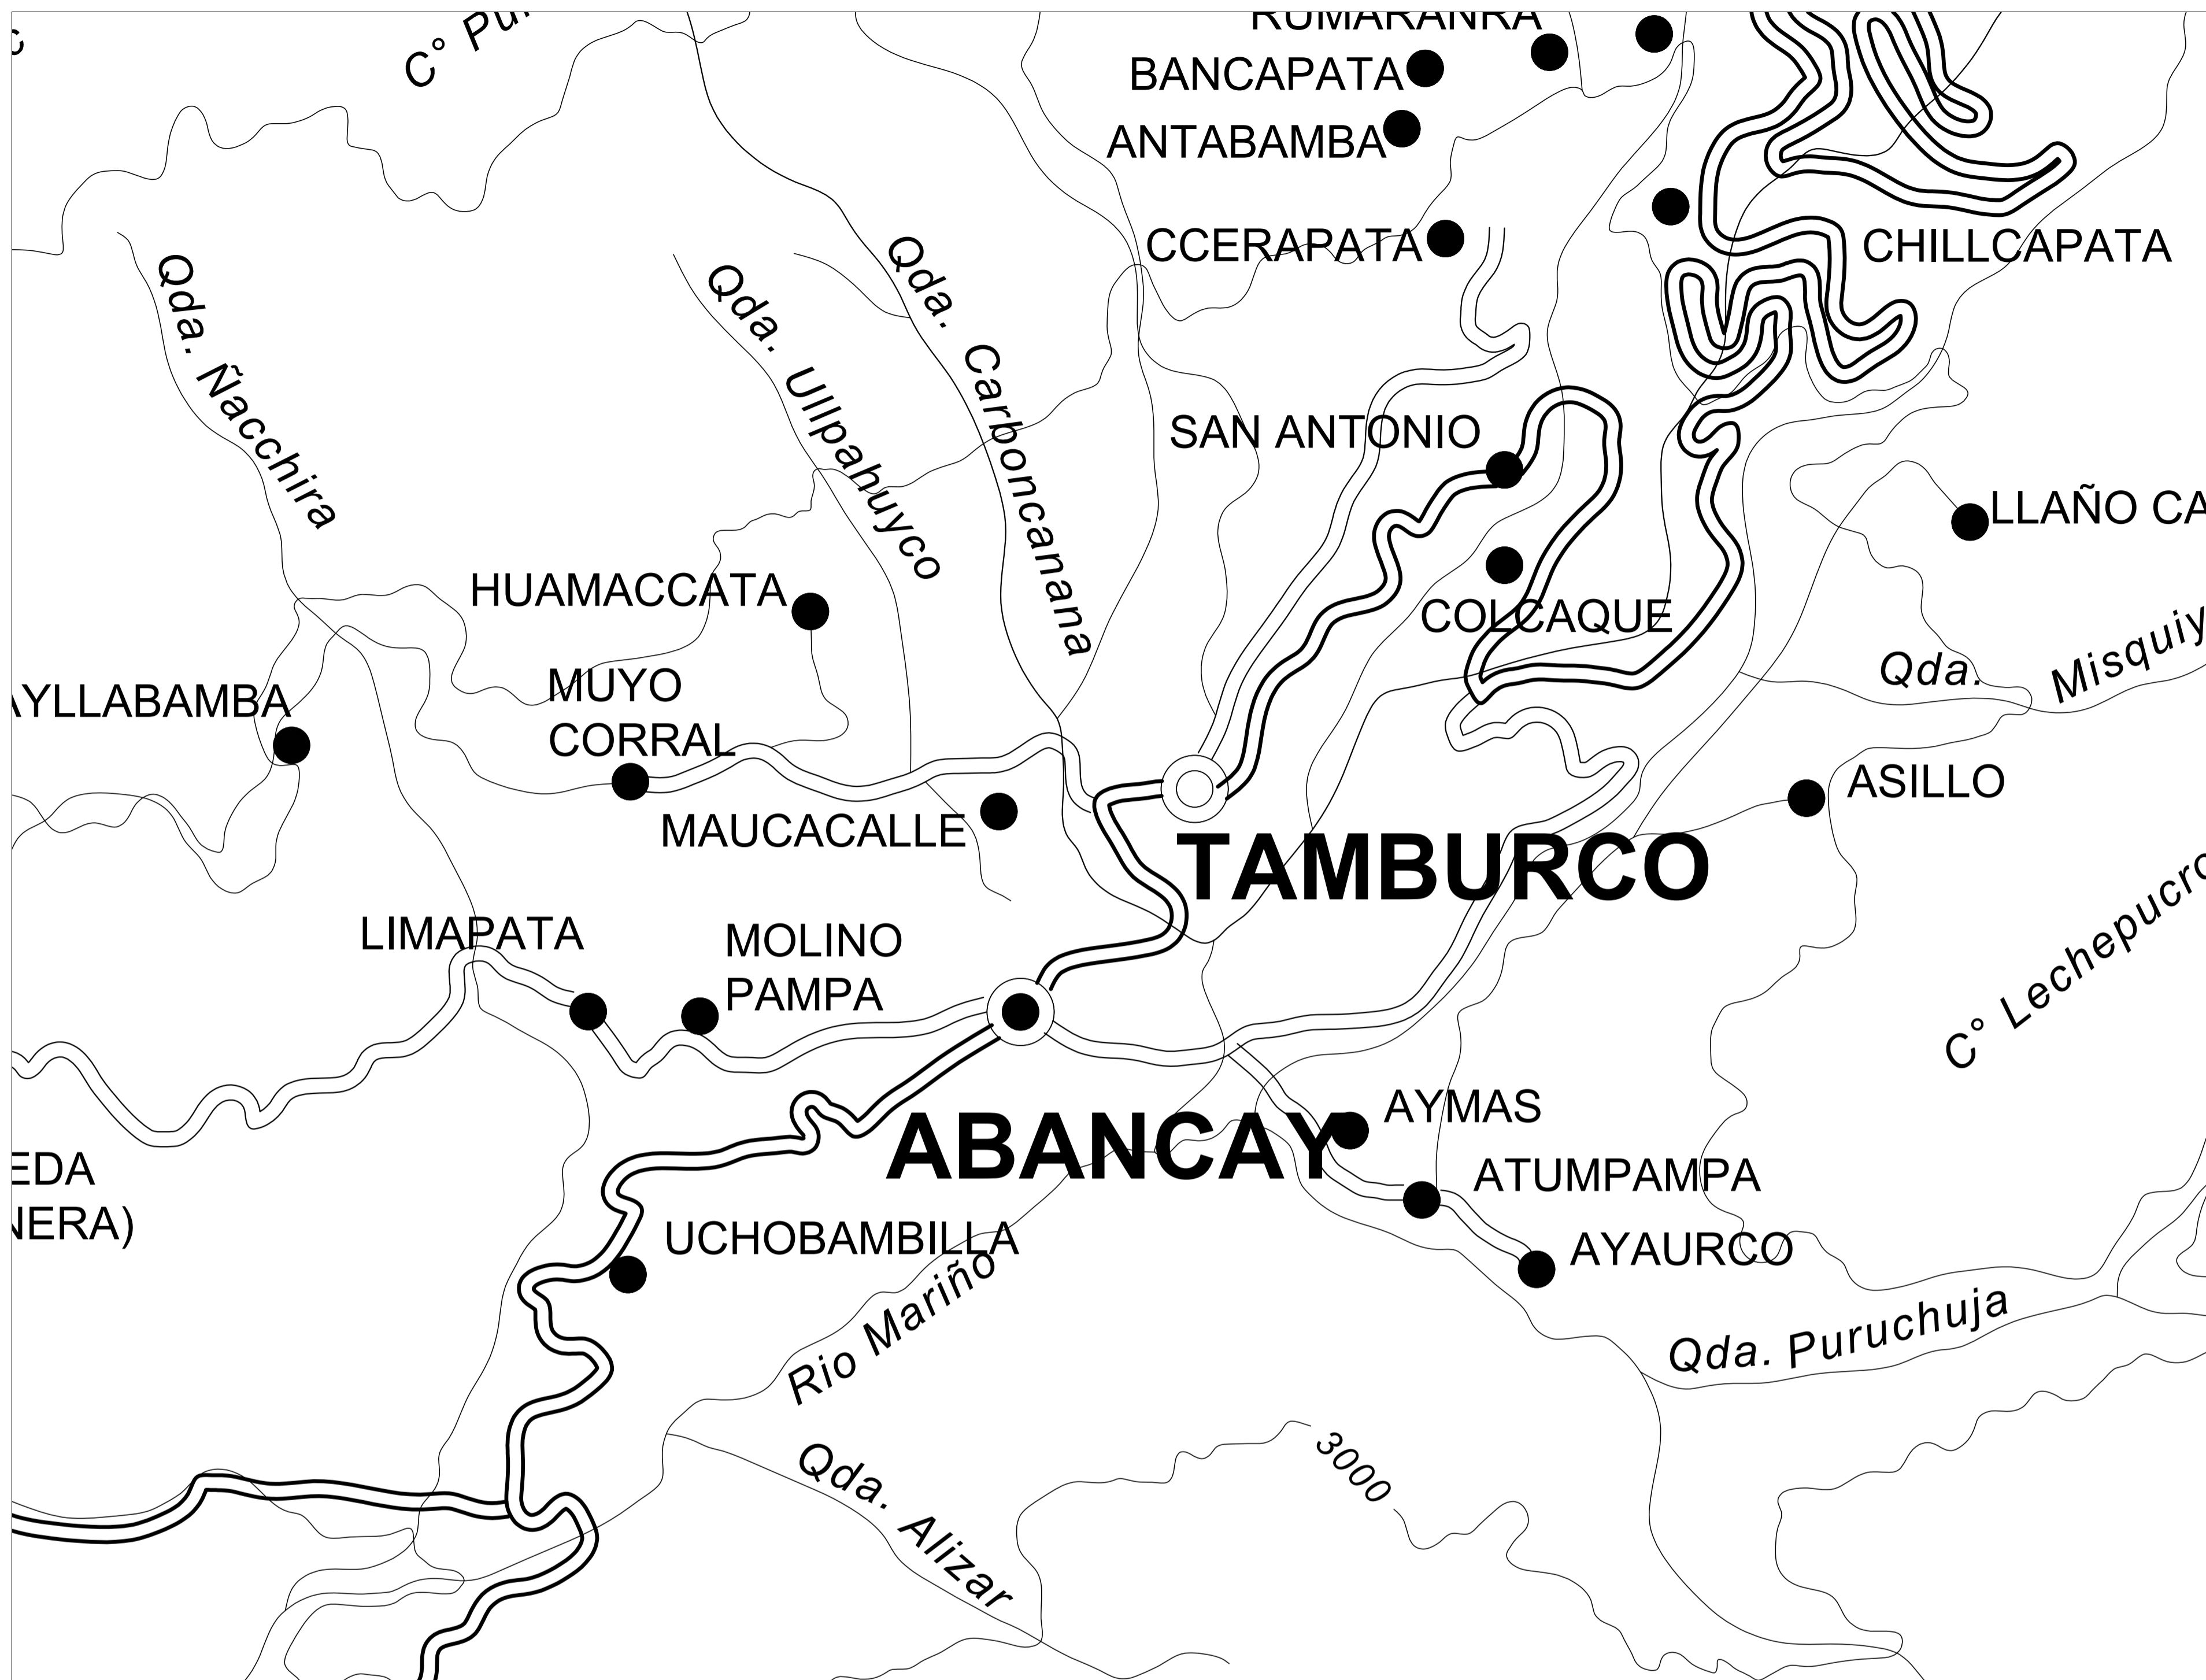 C° Pu
RUMARANRA
BANCAPATA
ANTABAMBA
CCERAPATA
CHILLCAPATA
Qda. Ñacchira
Qda. Ullpahuyco
Qda. Carboncanana
SAN ANTONIO
LLAÑO CA
HUAMACCATA
COLCAQUE
MUYO
CORRAL
AYLLABAMBA
Qda. Misquiy
MAUCACALLE
TAMBURCO
ASILLO
LIMAPATA
MOLINO
PAMPA
C° Lechepucro
ABANCAY
AYMAS
EDA
NERA)
ATUMPAMPA
UCHOBAMBILLA
AYAURCO
Rio Mariño
Qda. Puruchuja
3000
Qda. Alizar